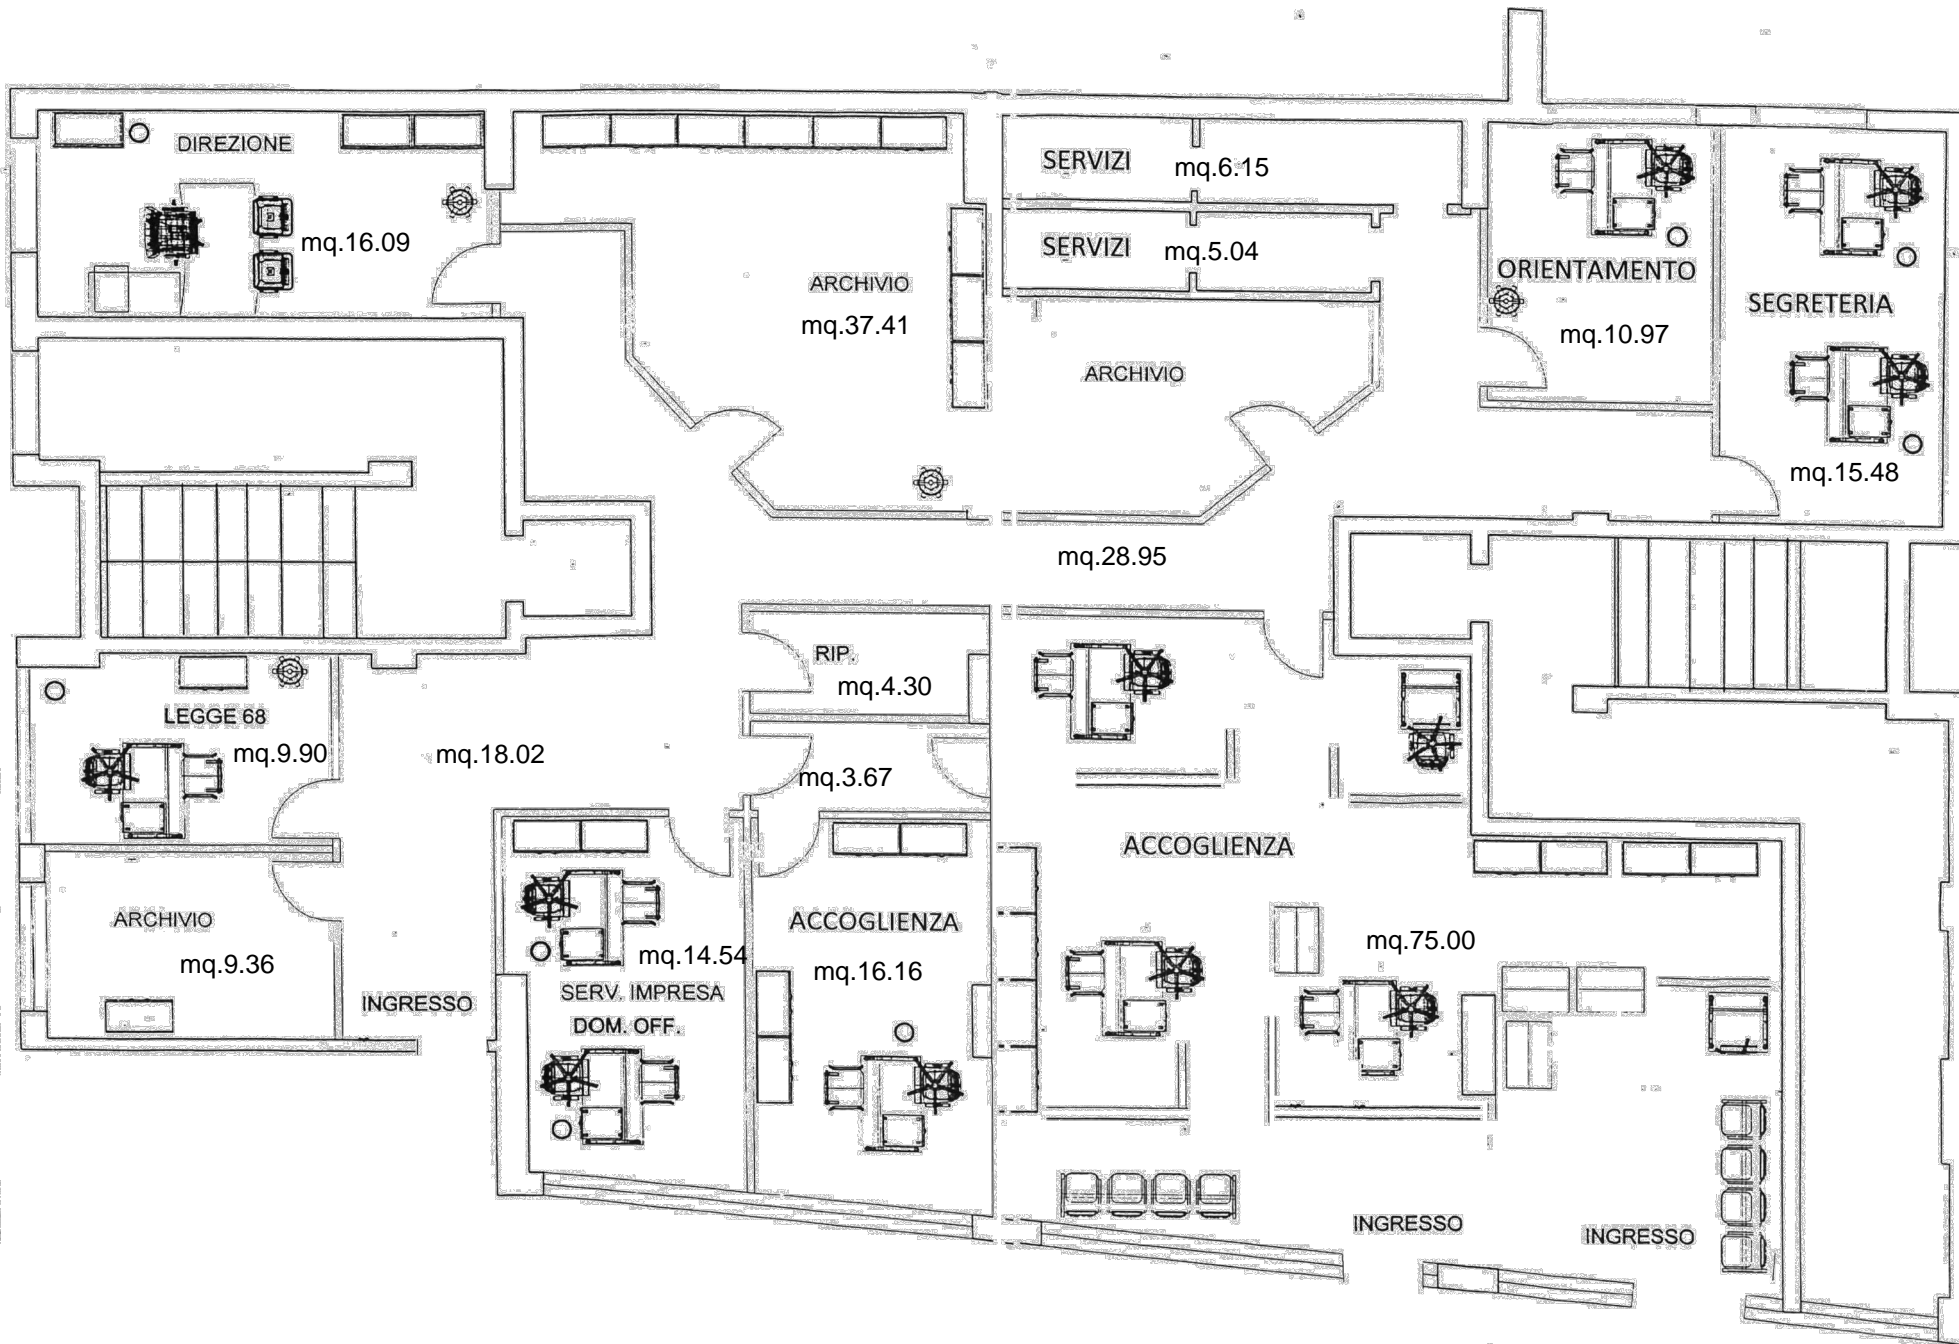 DIREZIONE
mq.16.09
ARCHIVIO
mq.37.41
SERVIZI
mq.6.15
SERVIZI
mq.5.04
ARCHIVIO
ORIENTAMENTO
mq.10.97
SEGRETERIA
mq.15.48
mq.28.95
RIP.
mq.4.30
LEGGE 68
mq.9.90
mq.18.02
mq.3.67
ARCHIVIO
mq.9.36
INGRESSO
mq.14.54
SERV. IMPRESA
DOM. OFF.
ACCOGLIENZA
mq.16.16
ACCOGLIENZA
mq.75.00
INGRESSO
INGRESSO